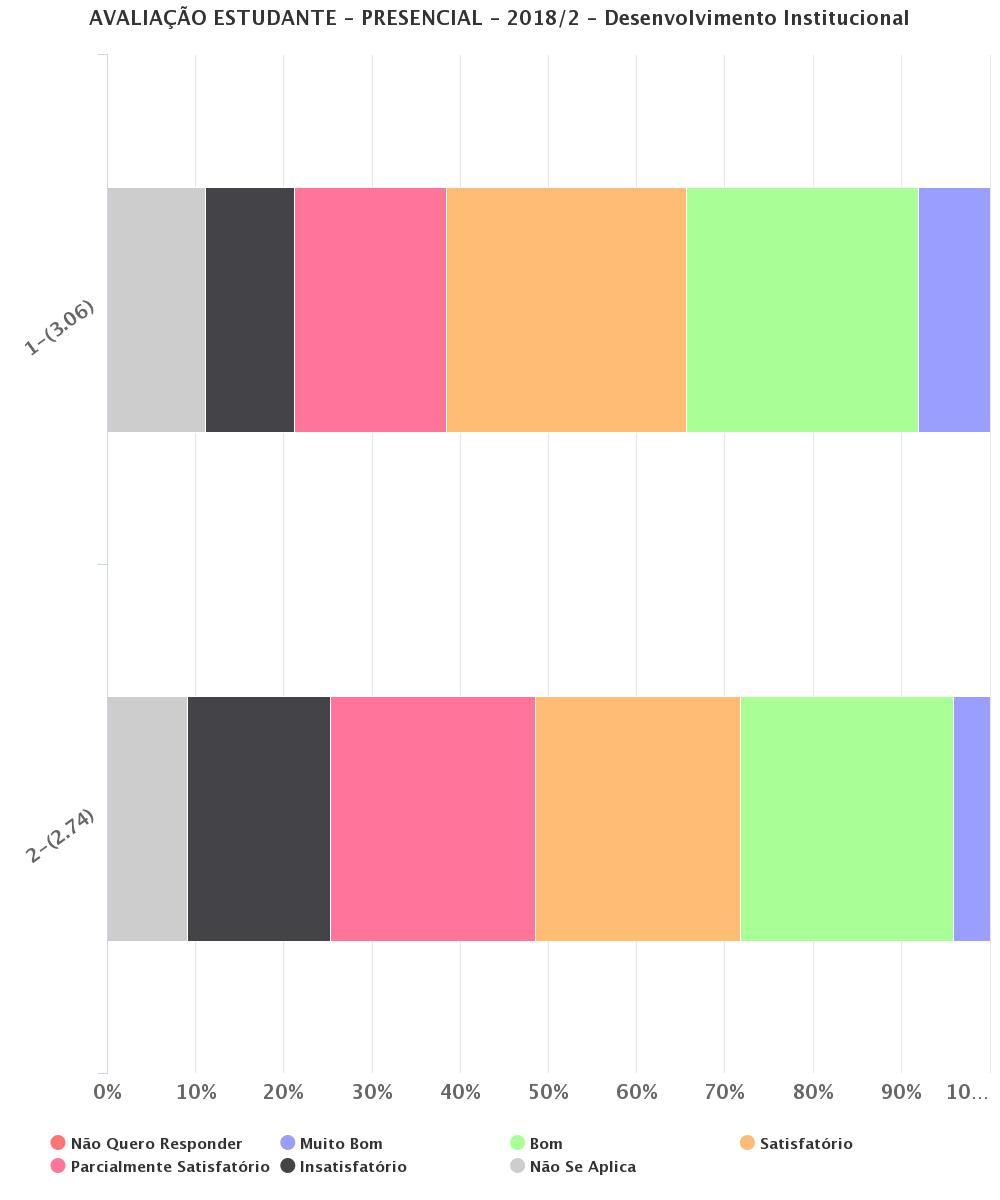 AVALIAÇÃO ESTUDANTE - PRESENCIAL - 2018/2 - Desenvolvimento Institucional
1-(3.06)
2-(2.74)
0% 10% 20% 30% 40% 50% 60% 70% 80% 90% 10...
Não Quero Responder Muito Bom Bom Satisfatório
Parcialmente Satisfatório Insatisfatório Não Se Aplica